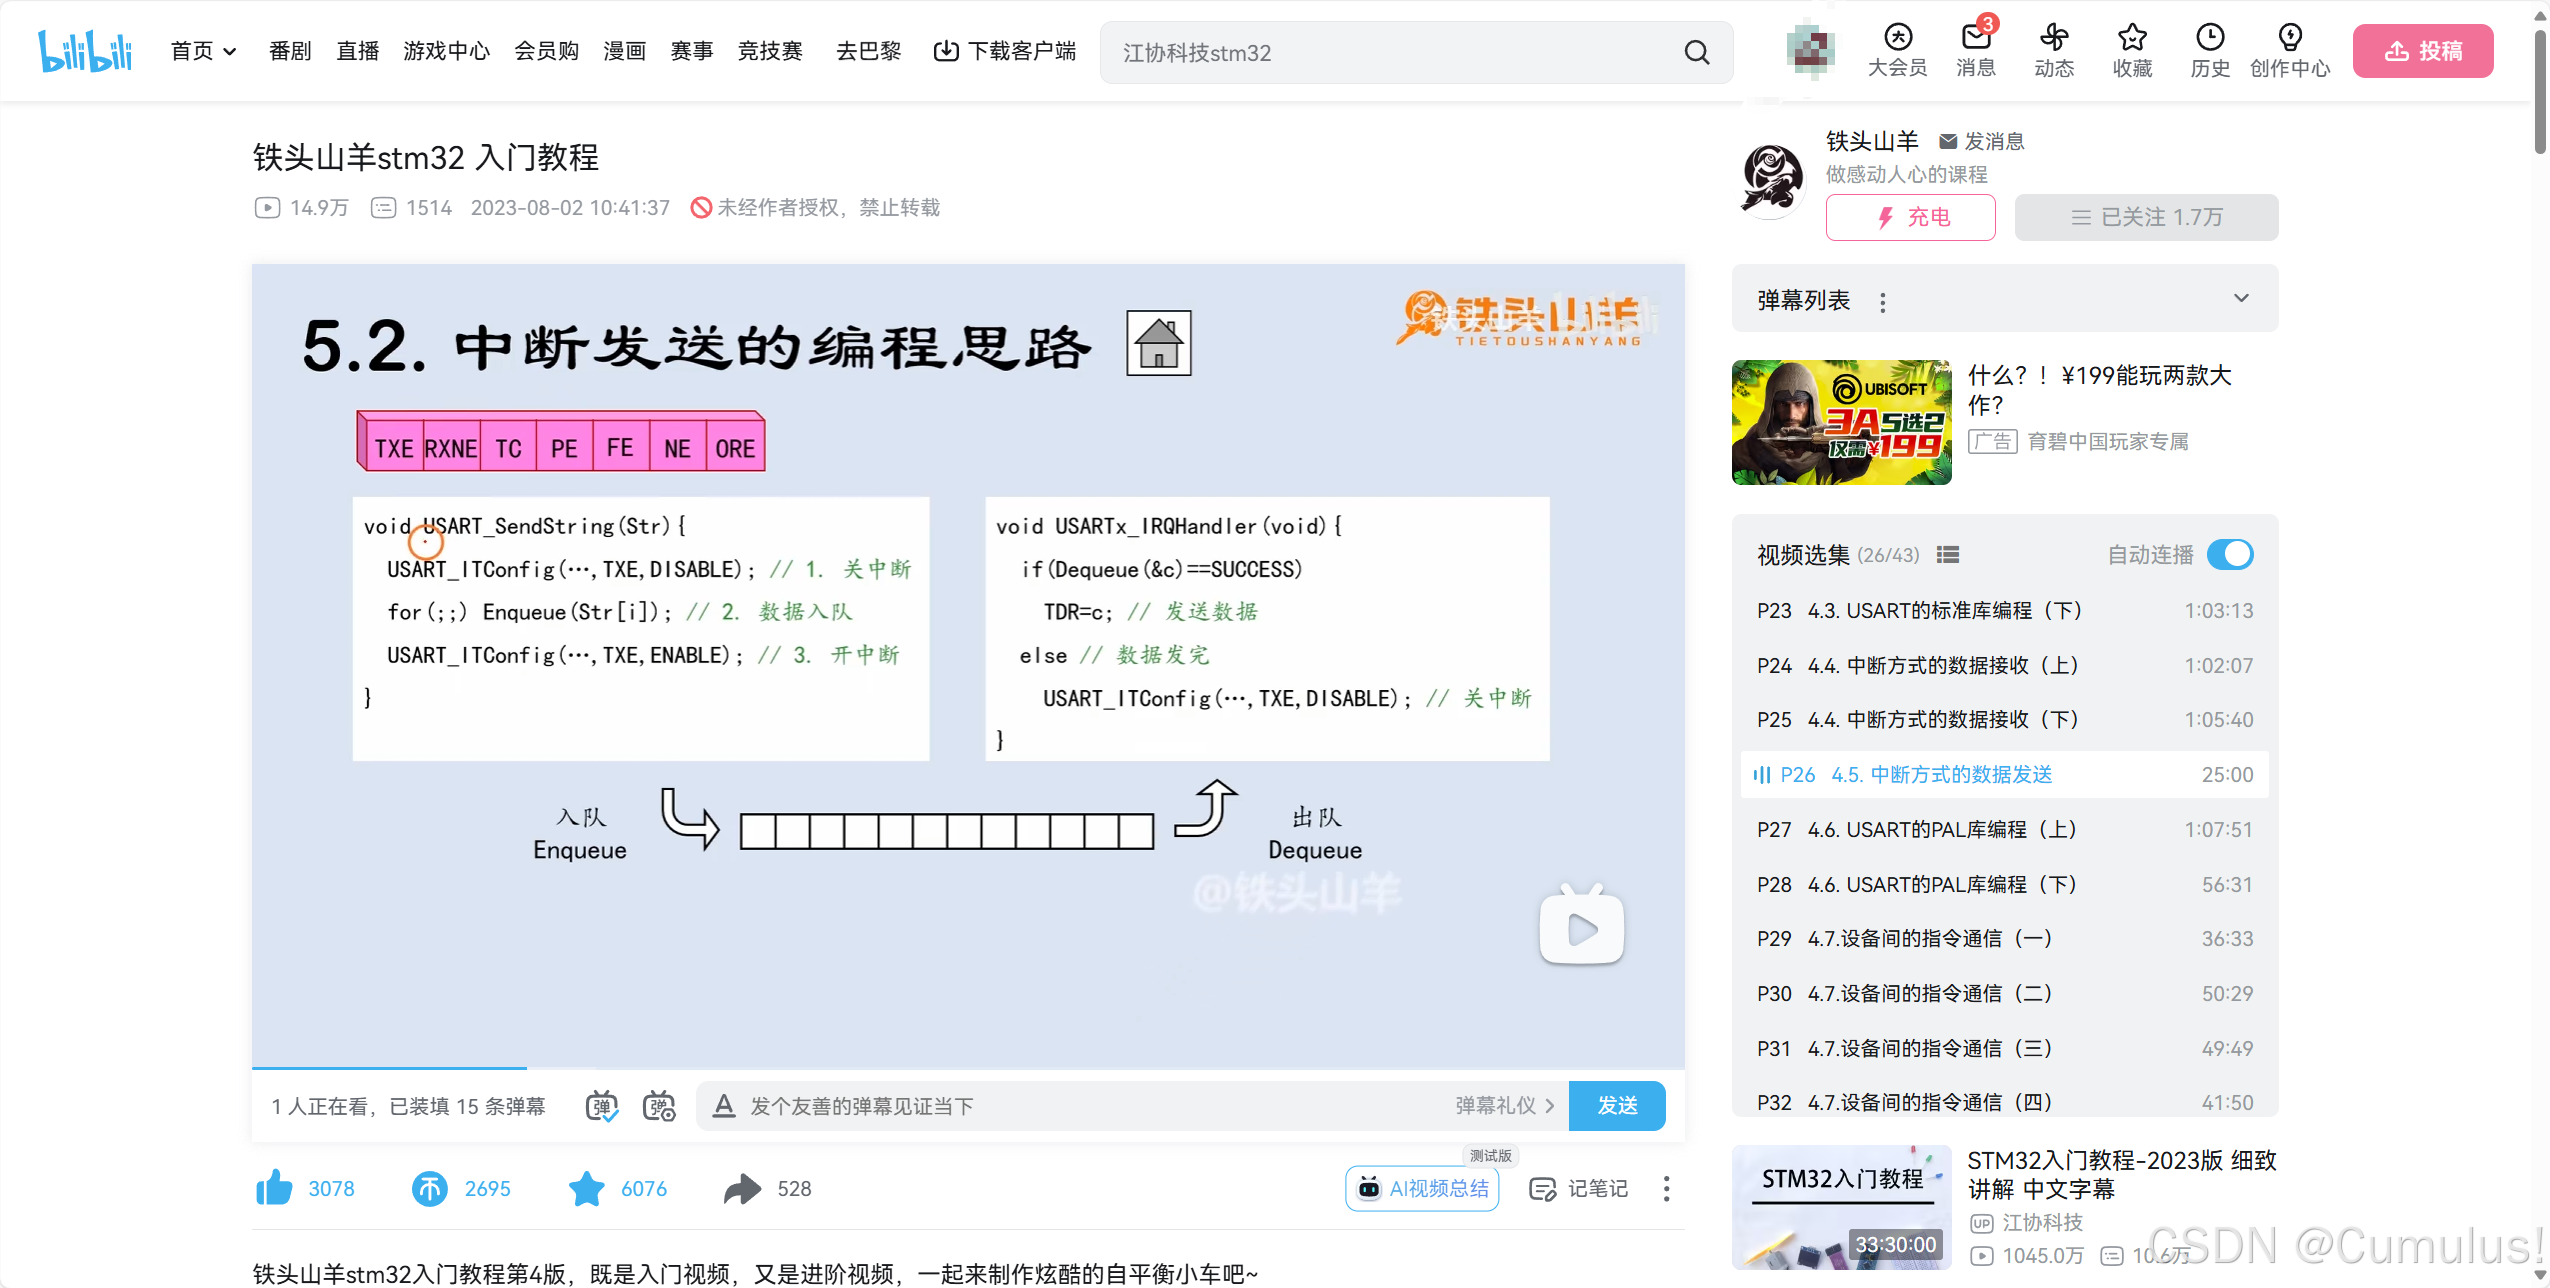 bilibili 首页 番剧 直播 游戏中心 会员购 漫画 赛事 竞技赛 去巴黎 下载客户端 江协科技stm32 大会员 消息 3 动态 收藏 历史 创作中心 投稿
铁头山羊stm32 入门教程
14.9万 1514 2023-08-02 10:41:37 未经作者授权，禁止转载
铁头山羊 发消息
做感动人心的课程
充电 已关注 1.7万
5.2. 中断发送的编程思路
铁头山羊
TIETOUSHANYANG
TXE RXNE TC PE FE NE ORE
void USART_SendString(Str){
USART_ITConfig(…,TXE,DISABLE); // 1. 关中断
for(;;) Enqueue(Str[i]); // 2. 数据入队
USART_ITConfig(…,TXE,ENABLE); // 3. 开中断
}
void USARTx_IRQHandler(void){
if(Dequeue(&c)==SUCCESS)
TDR=c; // 发送数据
else // 数据发完
USART_ITConfig(…,TXE,DISABLE); // 关中断
}
入队
Enqueue
出队
Dequeue
@铁头山羊
1 人正在看，已装填 15 条弹幕 弹 弹 A 发个友善的弹幕见证当下 弹幕礼仪 发送
测试版
3078 2695 6076 528 AI视频总结 记笔记
铁头山羊stm32入门教程第4版，既是入门视频，又是进阶视频，一起来制作炫酷的自平衡小车吧~
弹幕列表
UBISOFT
3A 5选2
仅需¥199
什么？！¥199能玩两款大
作？
广告 育碧中国玩家专属
视频选集 (26/43) 自动连播
P23 4.3. USART的标准库编程（下） 1:03:13
P24 4.4. 中断方式的数据接收（上） 1:02:07
P25 4.4. 中断方式的数据接收（下） 1:05:40
P26 4.5. 中断方式的数据发送 25:00
P27 4.6. USART的PAL库编程（上） 1:07:51
P28 4.6. USART的PAL库编程（下） 56:31
P29 4.7.设备间的指令通信（一） 36:33
P30 4.7.设备间的指令通信（二） 50:29
P31 4.7.设备间的指令通信（三） 49:49
P32 4.7.设备间的指令通信（四） 41:50
STM32入门教程
33:30:00
STM32入门教程-2023版 细致
讲解 中文字幕
UP 江协科技
1045.0万 10.6万
CSDN @Cumulus!